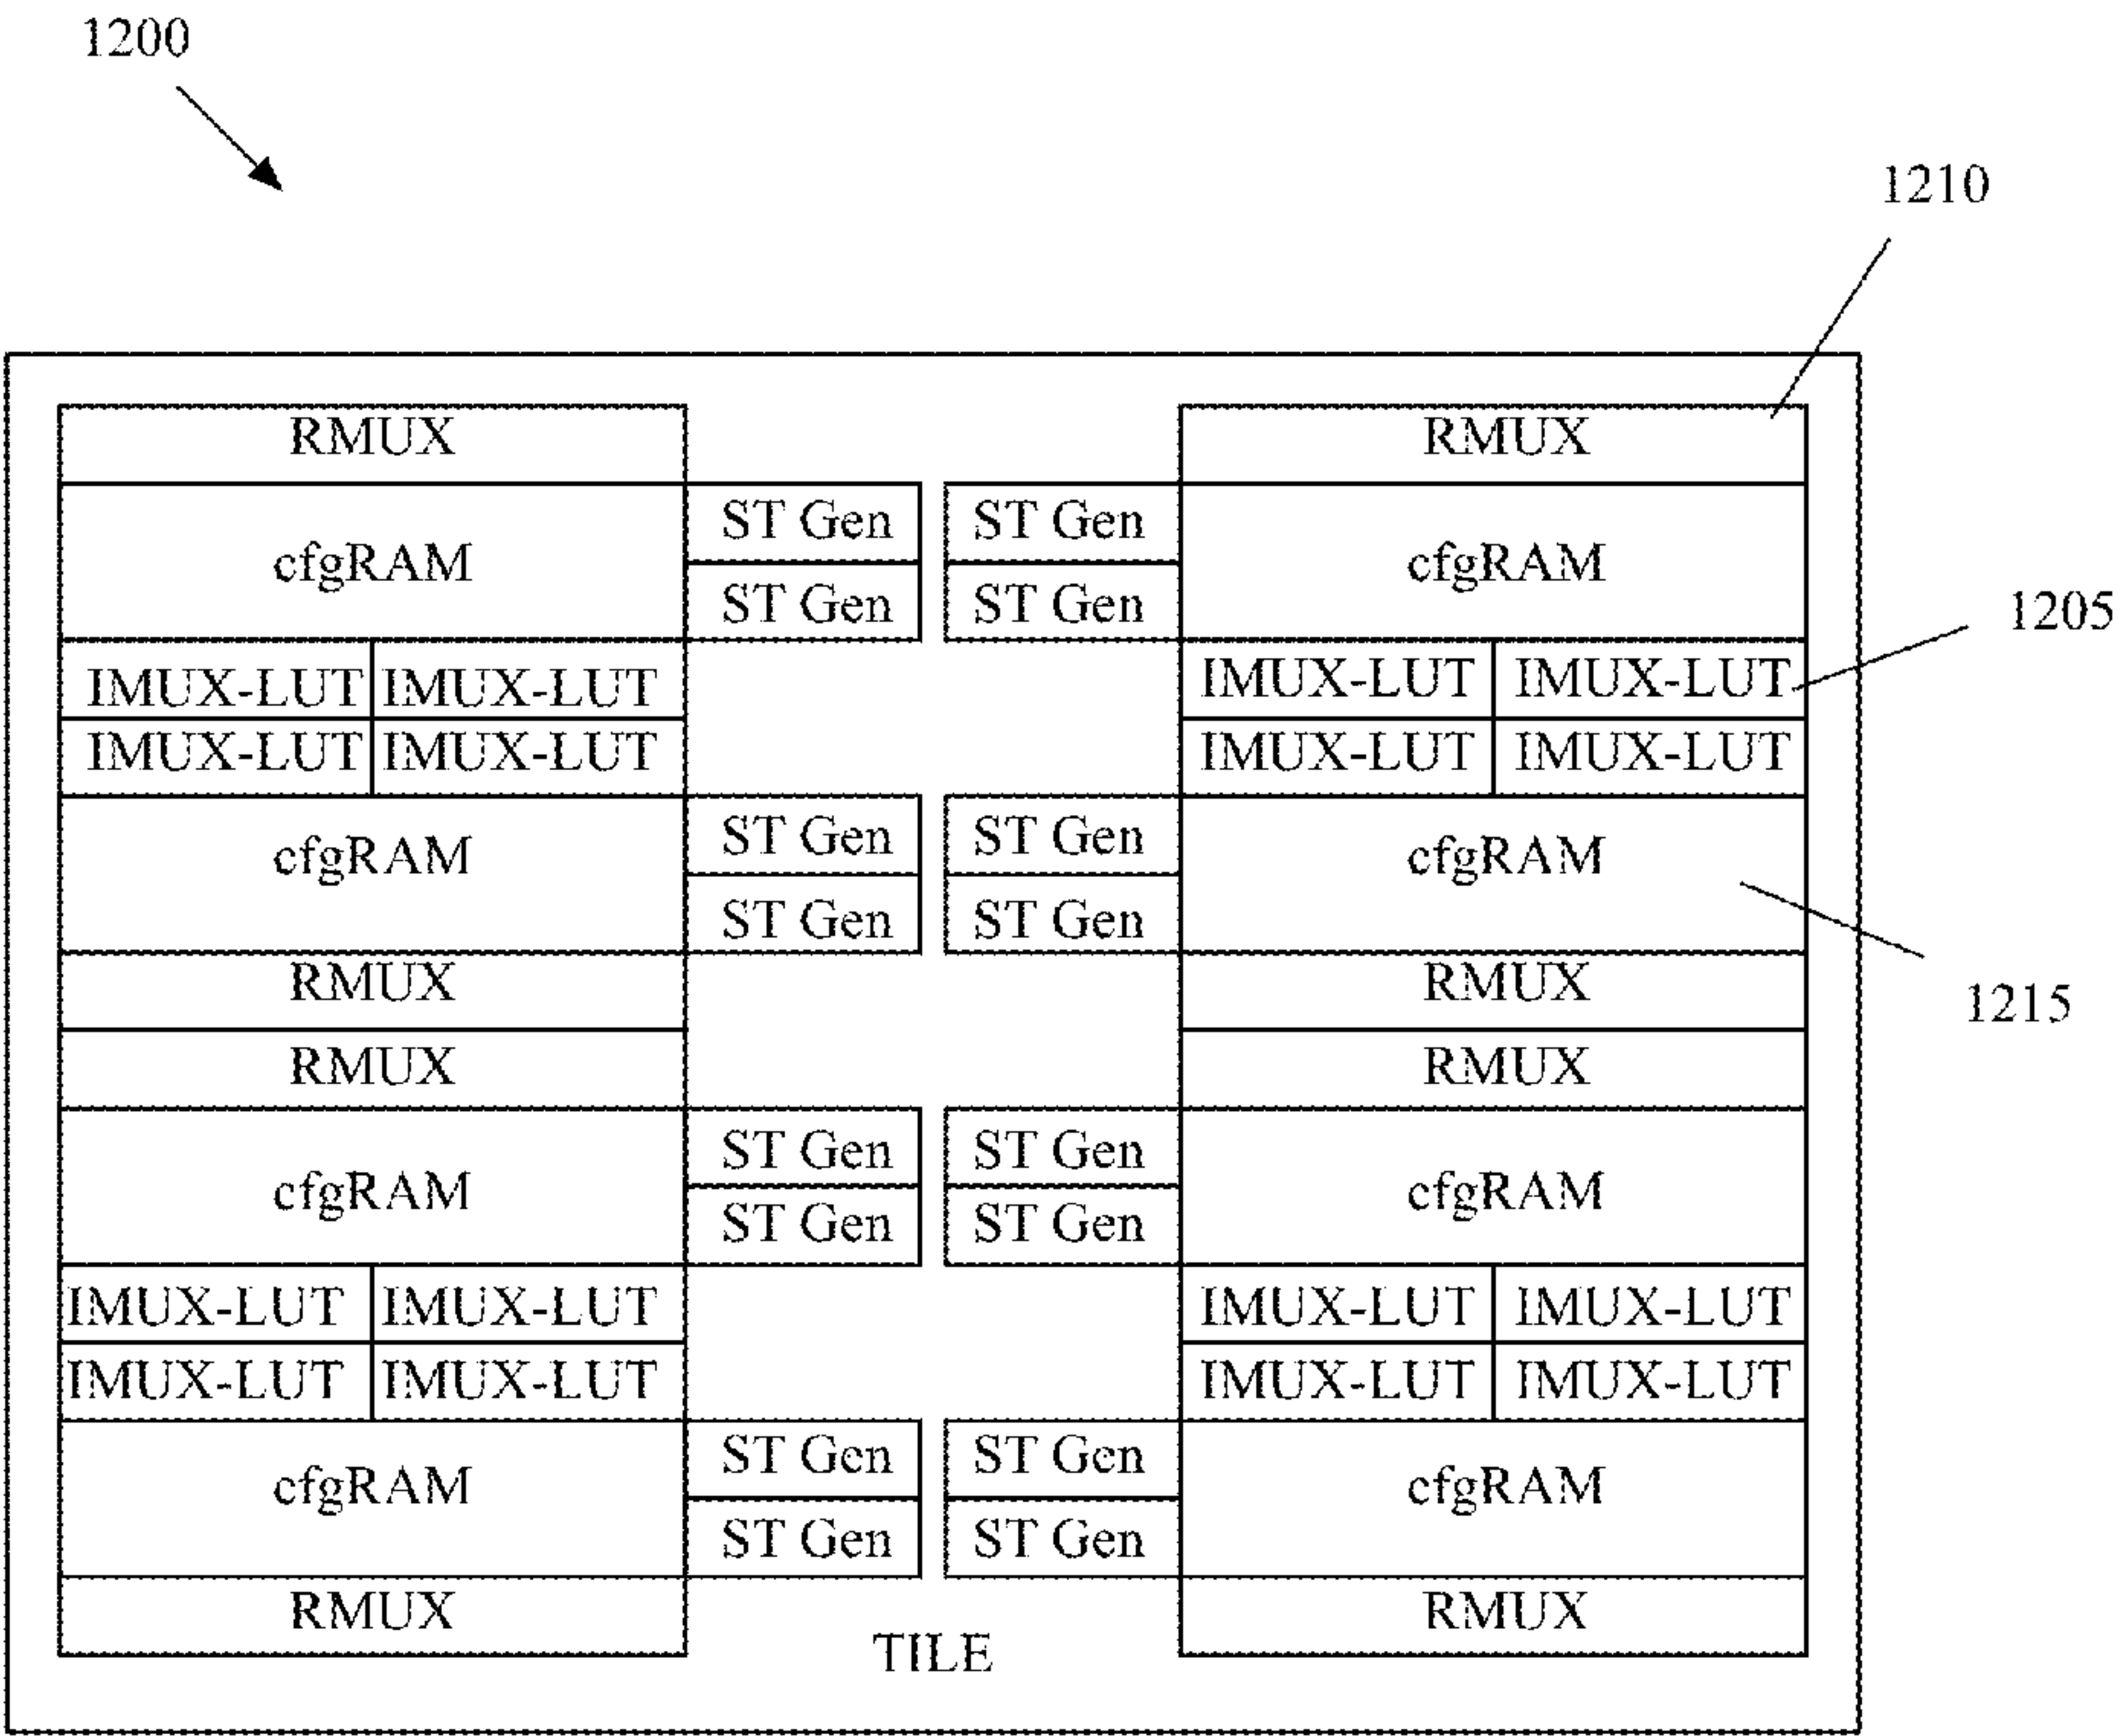 1200
1210
RMUX RMUX
ST Gen ST Gen
cfgRAM cfgRAM
ST Gen ST Gen
1205
IMUX-LUT IMUX-LUT IMUX-LUT IMUX-LUT
IMUX-LUT IMUX-LUT IMUX-LUT IMUX-LUT
ST Gen ST Gen
cfgRAM cfgRAM
ST Gen ST Gen
RMUX RMUX
1215
RMUX RMUX
ST Gen ST Gen
cfgRAM cfgRAM
ST Gen ST Gen
IMUX-LUT IMUX-LUT IMUX-LUT IMUX-LUT
IMUX-LUT IMUX-LUT IMUX-LUT IMUX-LUT
ST Gen ST Gen
cfgRAM cfgRAM
ST Gen ST Gen
RMUX RMUX
TILE